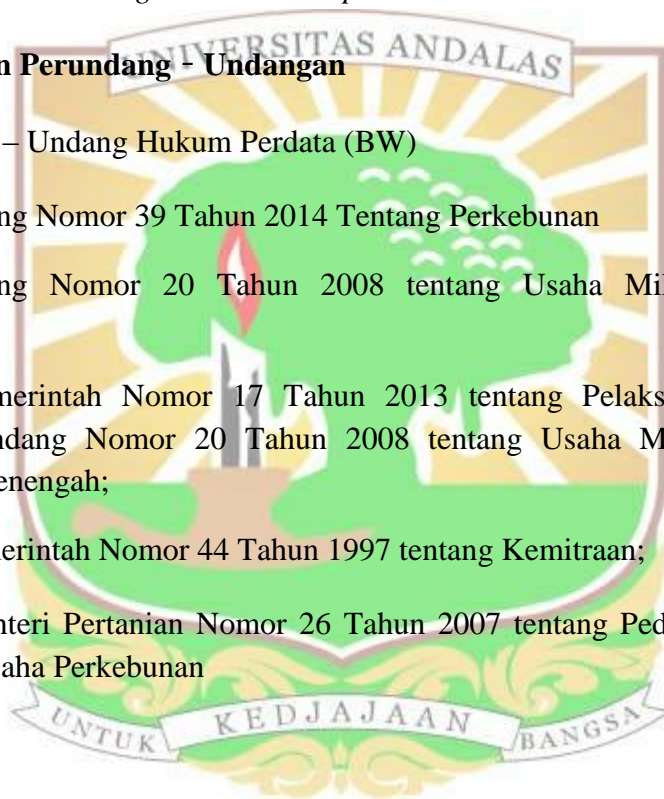 UNIVERSITAS ANDALAS
n Perundang - Undangan
– Undang Hukum Perdata (BW)
ng Nomor 39 Tahun 2014 Tentang Perkebunan
ng Nomor 20 Tahun 2008 tentang Usaha Mi
merintah Nomor 17 Tahun 2013 tentang Pelaks
ndang Nomor 20 Tahun 2008 tentang Usaha M
enengah;
erintah Nomor 44 Tahun 1997 tentang Kemitraan;
nteri Pertanian Nomor 26 Tahun 2007 tentang Ped
aha Perkebunan
UNTUK KEDJAJAAN BANGSA